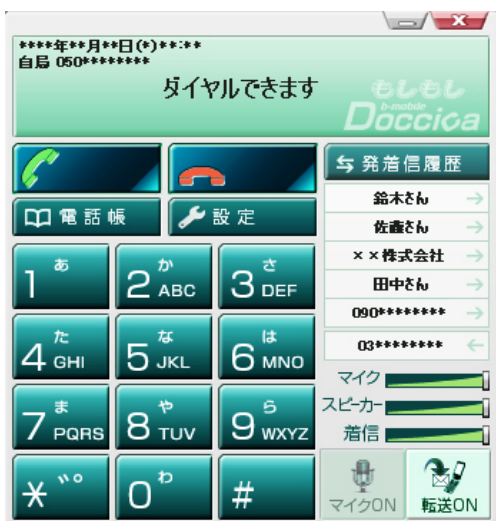 ****年**月**日(*)**:**
自局 050********
ダイヤルできます
もしもし
b-mobile
Doccica
発着信履歴
電話帳
設定
鈴木さん
佐藤さん
××株式会社
田中さん
090********
03********
1 あ
2 か ABC
3 さ DEF
4 た GHI
5 な JKL
6 は MNO
7 ま PQRS
8 や TUV
9 ら WXYZ
* ゛゜
0 わ
#
マイク
スピーカー
着信
マイクON
転送ON